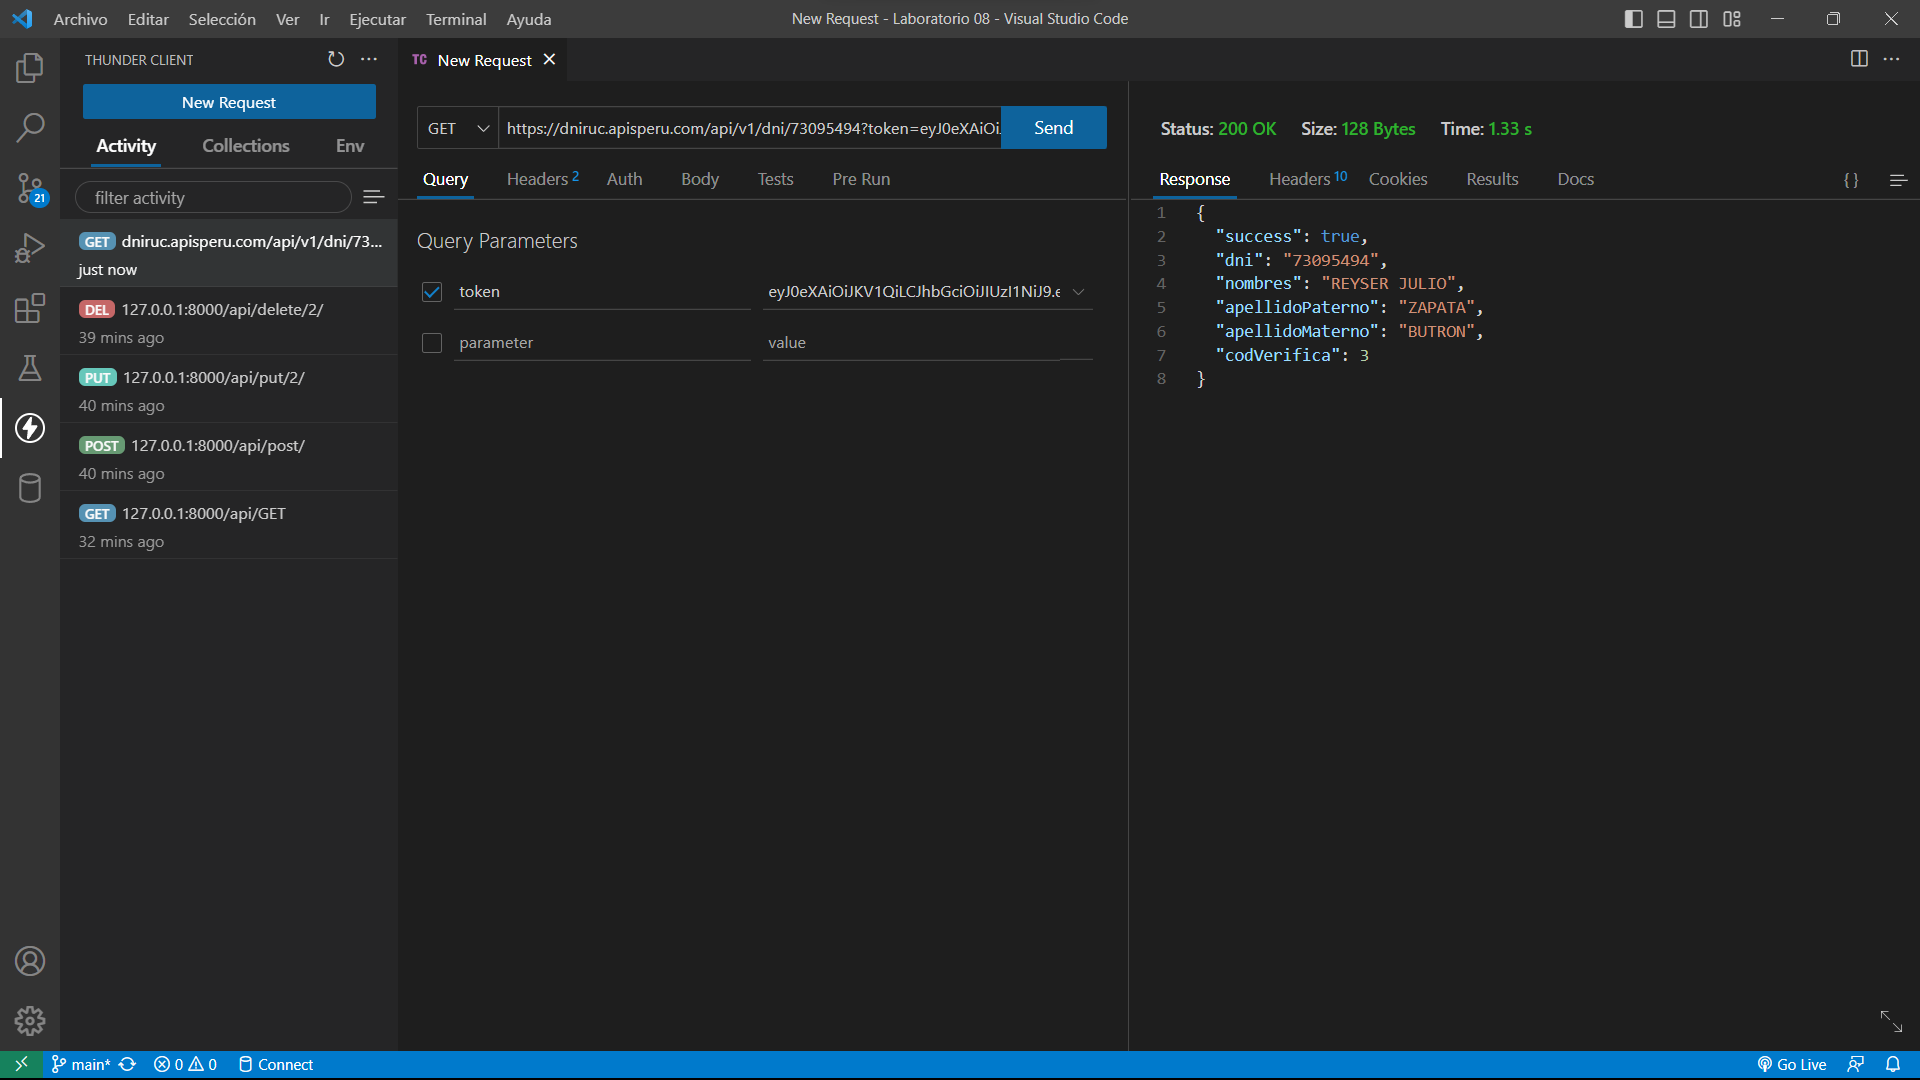 Archivo Editar Selección Ver Ir Ejecutar Terminal Ayuda
New Request - Laboratorio 08 - Visual Studio Code
THUNDER CLIENT
New Request
Activity Collections Env
filter activity
21
GET dniruc.apisperu.com/api/v1/dni/73...
just now
DEL 127.0.0.1:8000/api/delete/2/
39 mins ago
PUT 127.0.0.1:8000/api/put/2/
40 mins ago
POST 127.0.0.1:8000/api/post/
40 mins ago
GET 127.0.0.1:8000/api/GET
32 mins ago
TC New Request
GET https://dniruc.apisperu.com/api/v1/dni/73095494?token=eyJ0eXAiOi. Send
Query Headers 2 Auth Body Tests Pre Run
Query Parameters
token eyJ0eXAiOiJKV1QiLCJhbGciOiJIUzI1NiJ9.e
parameter value
Status: 200 OK Size: 128 Bytes Time: 1.33 s
Response Headers 10 Cookies Results Docs { }
1 {
2 "success": true,
3 "dni": "73095494",
4 "nombres": "REYSER JULIO",
5 "apellidoPaterno": "ZAPATA",
6 "apellidoMaterno": "BUTRON",
7 "codVerifica": 3
8 }
main* 0 0 Connect
Go Live